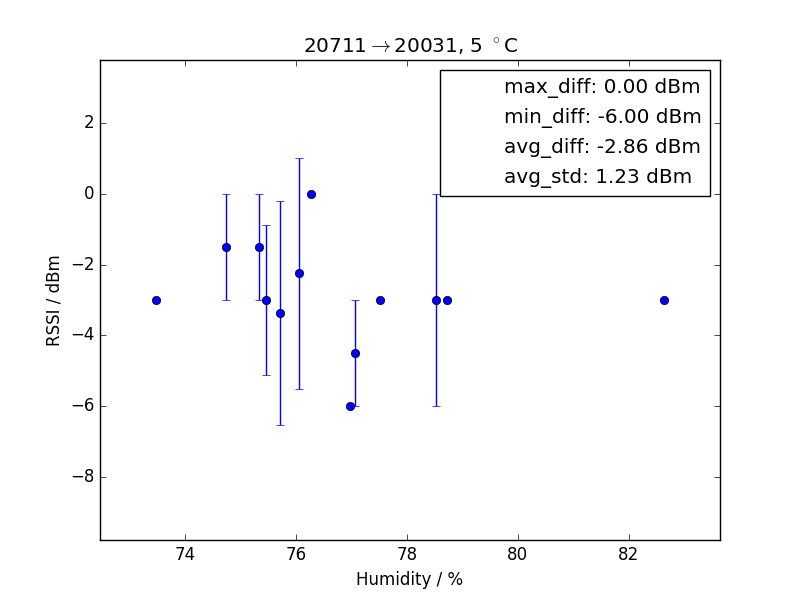 20711→20031, 5 °C
max_diff: 0.00 dBm
min_diff: -6.00 dBm
avg_diff: -2.86 dBm
avg_std: 1.23 dBm
2
0
−2
−4
−6
−8
RSSI / dBm
74 76 78 80 82
Humidity / %